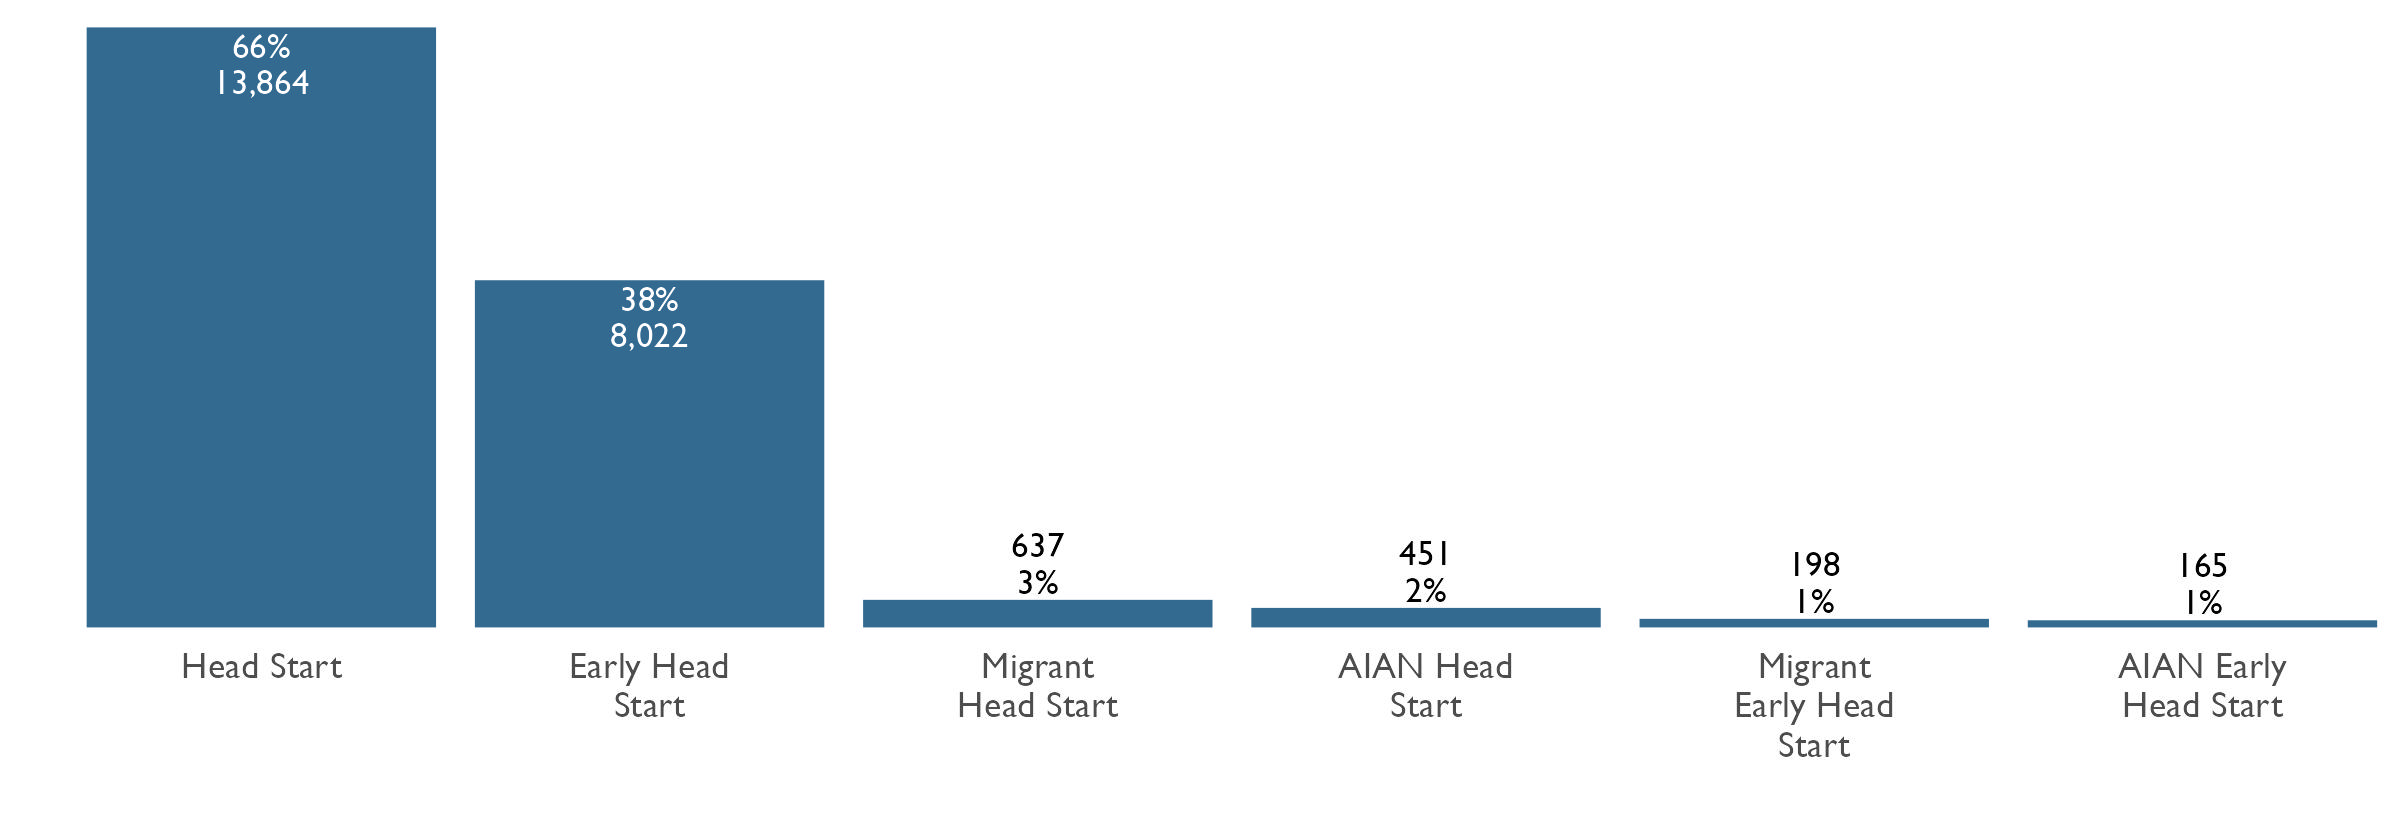 66%
13,864
38%
8,022
637
3%
451
2%
198
1%
165
1%
Head Start
Early Head
Start
Migrant
Head Start
AIAN Head
Start
Migrant
Early Head
Start
AIAN Early
Head Start